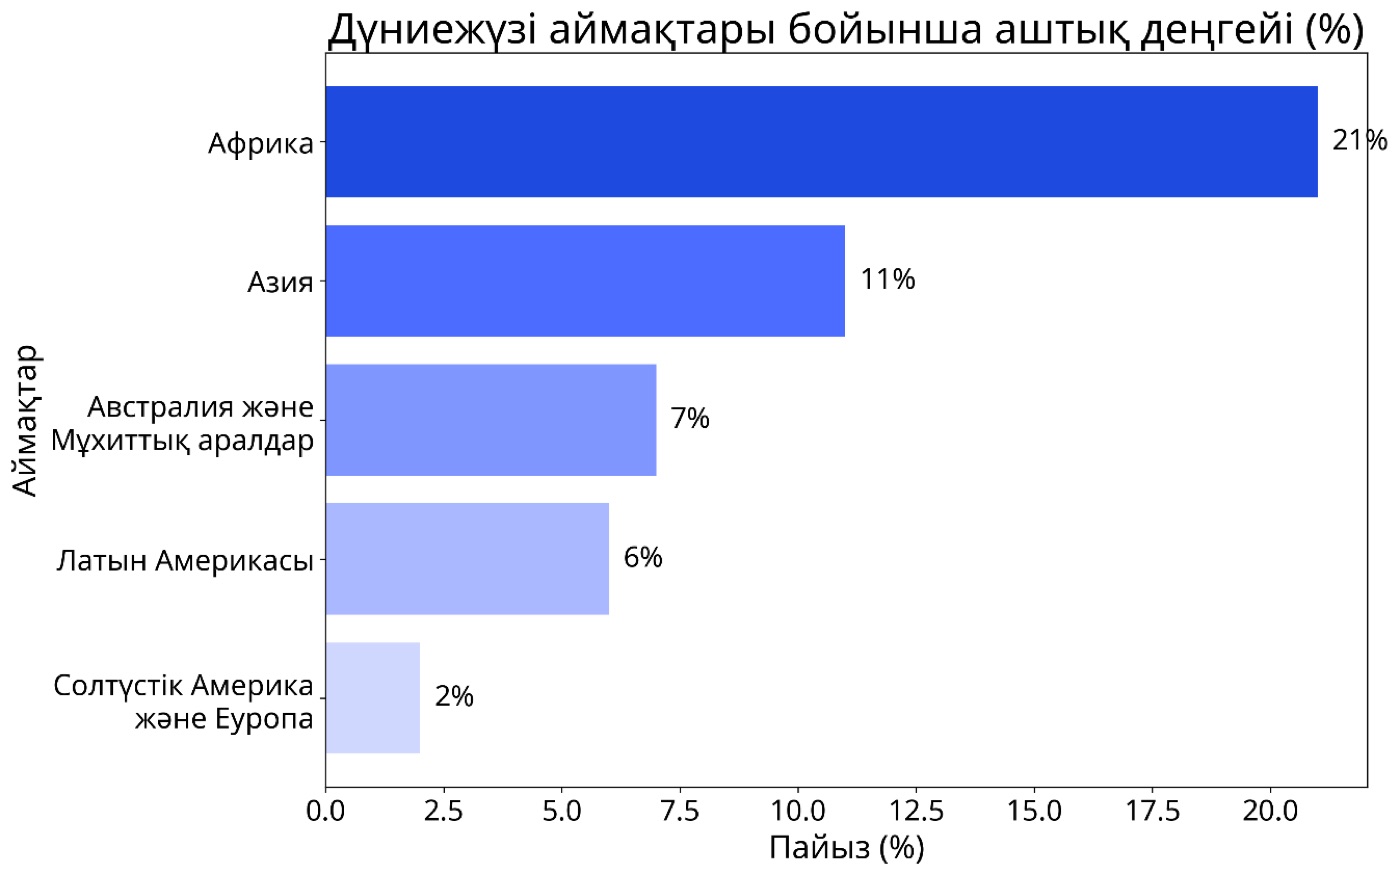 Дүниежүзі аймақтары бойынша аштық деңгейі (%)
Африка
21%
Азия
11%
Австралия және
Мұхиттық аралдар
7%
Латын Америкасы
6%
Солтүстік Америка
және Еуропа
2%
Аймақтар
0.0 2.5 5.0 7.5 10.0 12.5 15.0 17.5 20.0
Пайыз (%)